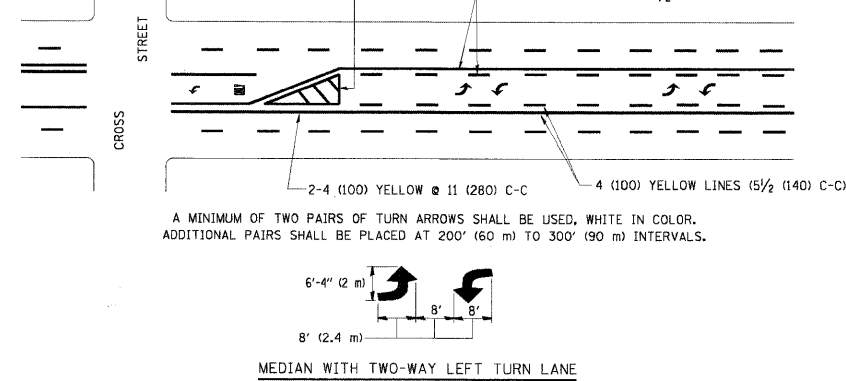 STREET
CROSS
2-4 (100) YELLOW @ 11 (280) C-C
4 (100) YELLOW LINES (5½ (140) C-C)
A MINIMUM OF TWO PAIRS OF TURN ARROWS SHALL BE USED, WHITE IN COLOR.
ADDITIONAL PAIRS SHALL BE PLACED AT 200' (60 m) TO 300' (90 m) INTERVALS.
6'-4" (2 m)
8' 8'
8' (2.4 m)
MEDIAN WITH TWO-WAY LEFT TURN LANE